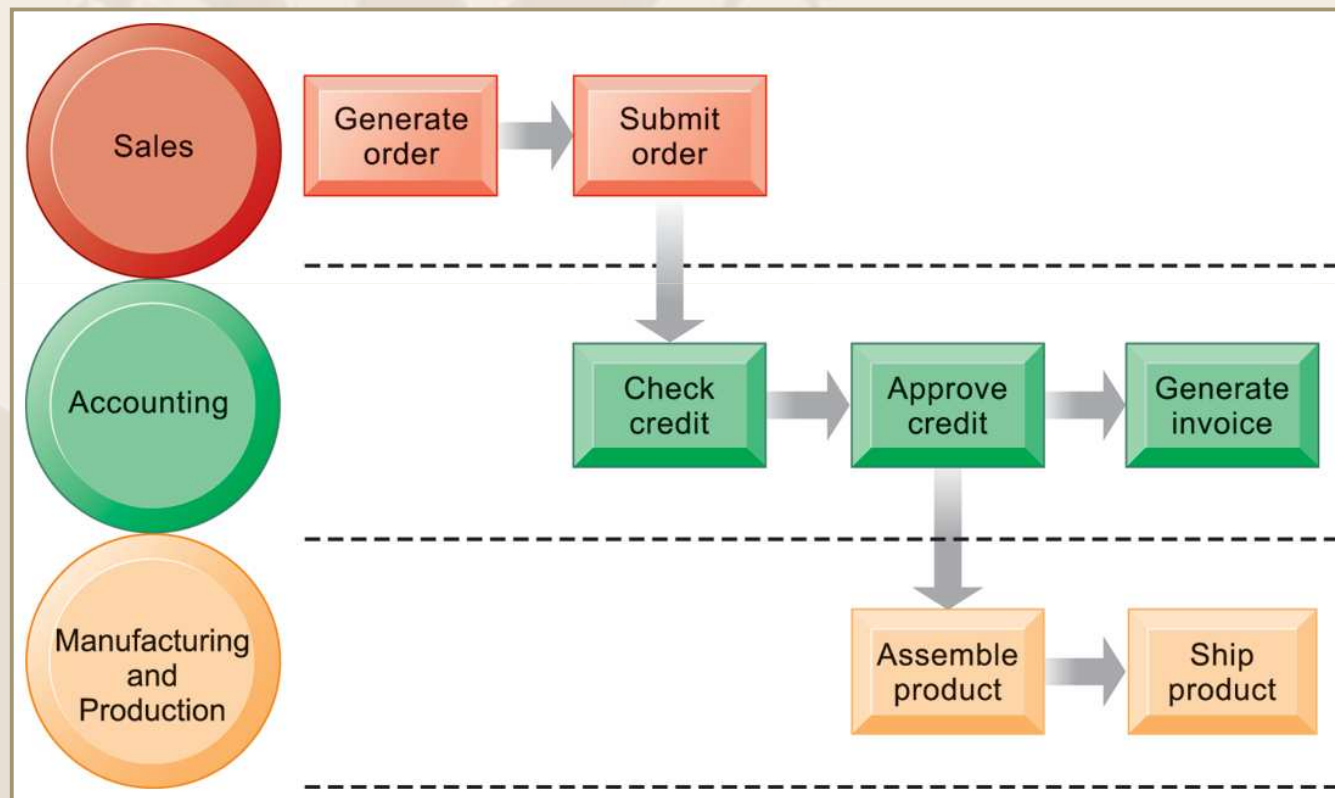 Sales
Generate
order
Submit
order
Accounting
Check
credit
Approve
credit
Generate
invoice
Manufacturing
and
Production
Assemble
product
Ship
product